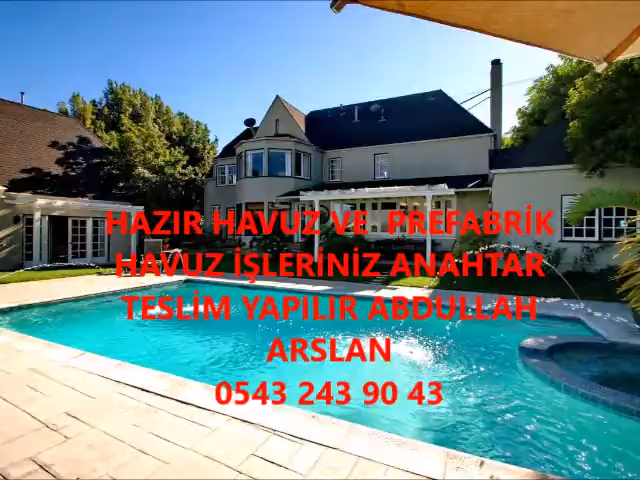 HAZIR HAVUZ VE PREFABRİK
HAVUZ İŞLERİNİZ ANAHTAR
TESLİM YAPILIR ABDULLAH
ARSLAN
0543 243 90 43